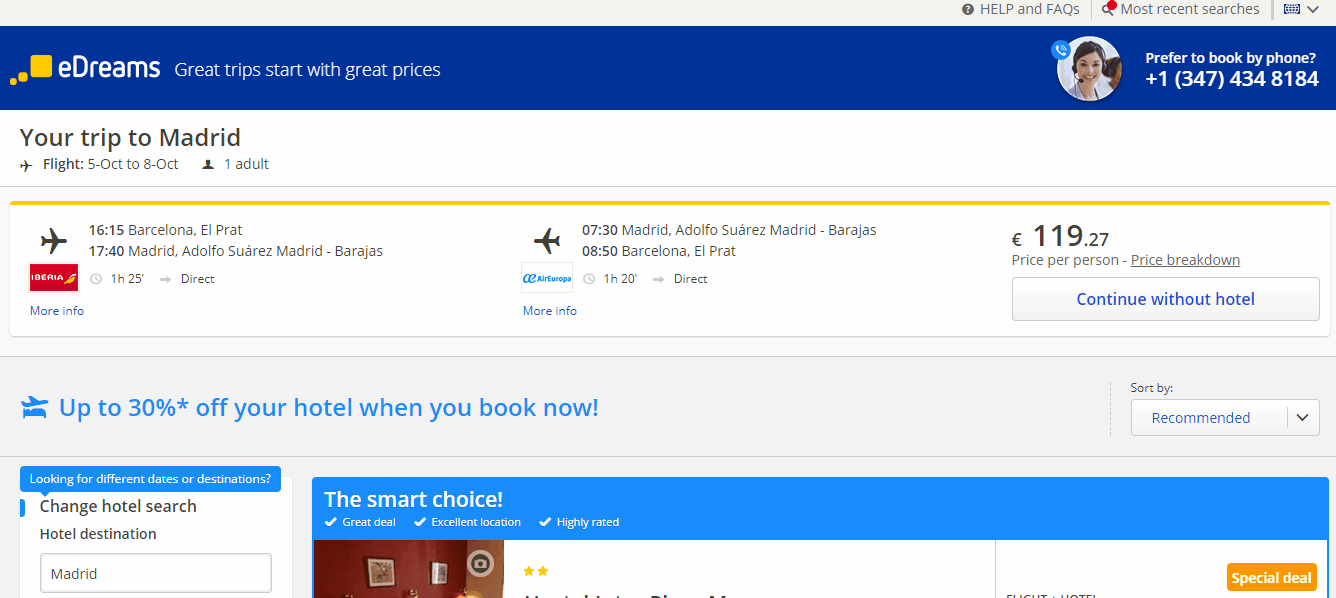 HELP and FAQs
Most recent searches
eDreams
Great trips start with great prices
Prefer to book by phone?
+1 (347) 434 8184
Your trip to Madrid
Flight: 5-Oct to 8-Oct
1 adult
16:15 Barcelona, El Prat
17:40 Madrid, Adolfo Suárez Madrid - Barajas
IBERIA
1h 25'
Direct
More info
07:30 Madrid, Adolfo Suárez Madrid - Barajas
08:50 Barcelona, El Prat
AirEuropa
1h 20'
Direct
More info
€ 119.27
Price per person - Price breakdown
Continue without hotel
Up to 30%* off your hotel when you book now!
Sort by:
Recommended
Looking for different dates or destinations?
Change hotel search
Hotel destination
Madrid
The smart choice!
Great deal
Excellent location
Highly rated
Special deal
FLIGHT + HOTEL